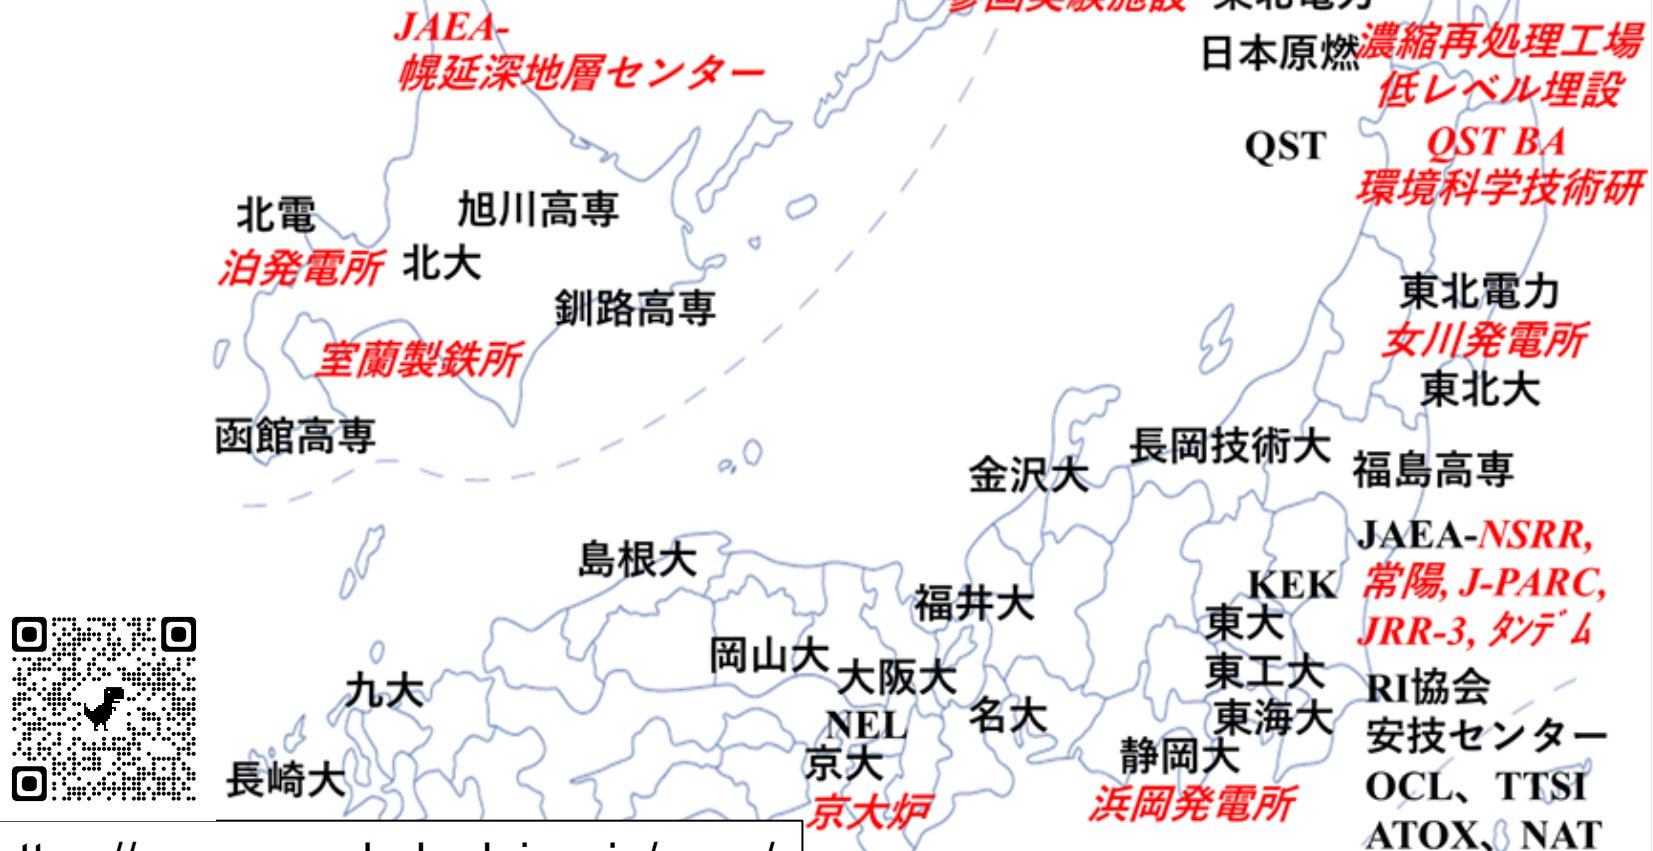 JAEA-
幌延深地層センター
日本原燃濃縮再処理工場
低レベル埋設
QST QST BA
環境科学技術研
北電
旭川高専
泊発電所 北大
釧路高専
室蘭製鉄所
函館高専
東北電力
女川発電所
東北大
長岡技術大
金沢大
福島高専
島根大
JAEA-NSRR,
常陽, J-PARC,
JRR-3, タンデム
福井大
KEK
東大
岡山大
大阪大
東工大
RI協会
九大
NEL
名大
東海大
安技センター
京大
静岡大
長崎大
京大炉
浜岡発電所
OCL、TTSI
ATOX、NAT